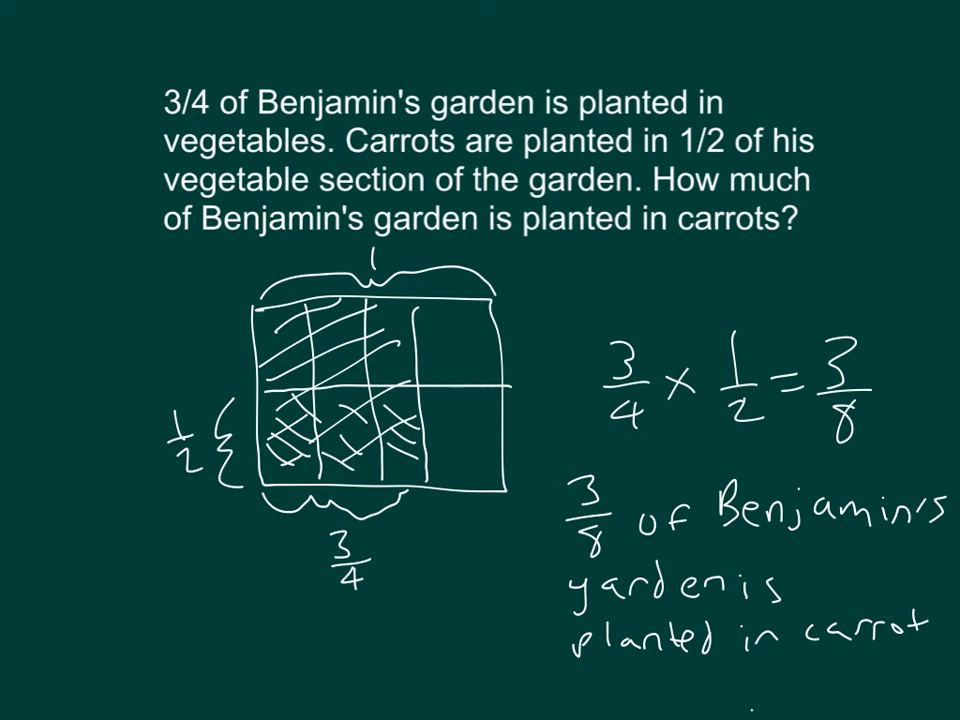 3/4 of Benjamin's garden is planted in
vegetables. Carrots are planted in 1/2 of his
vegetable section of the garden. How much
of Benjamin's garden is planted in carrots?
1
1/2
3/4
3/4 × 1/2 = 3/8
3/8 of Benjamin's
garden is
planted in carrot